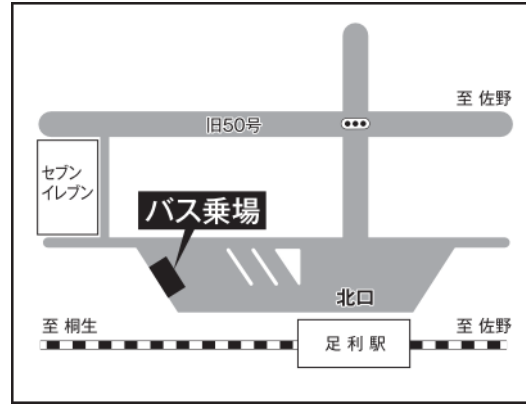 至 佐野
旧50号
セブン
イレブン
バス乗場
北口
至 桐生
足利駅
至 佐野